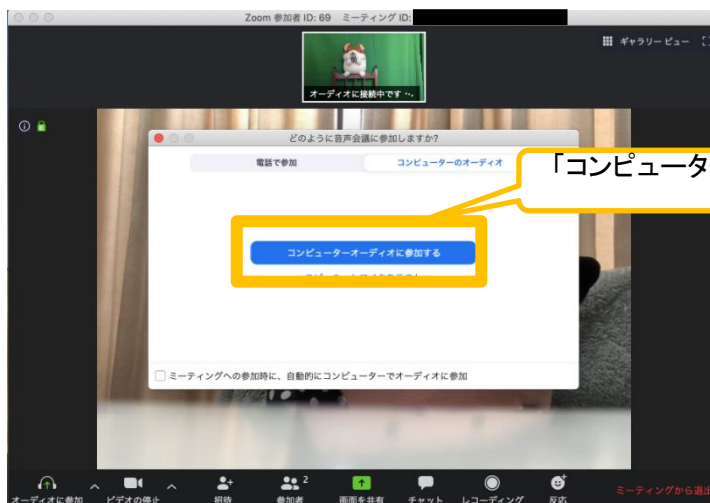 Zoom 参加者 ID: 69 ミーティング ID:
ギャラリー ビュー
オーディオに接続中です ...
どのように音声会議に参加しますか?
電話で参加
コンピューターのオーディオ
「コンピュータ
コンピューターオーディオに参加する
ミーティングへの参加時に、自動的にコンピューターでオーディオに参加
2
オーディオに参加
ビデオの停止
招待
参加者
画面を共有
チャット
レコーディング
反応
ミーティングから退出